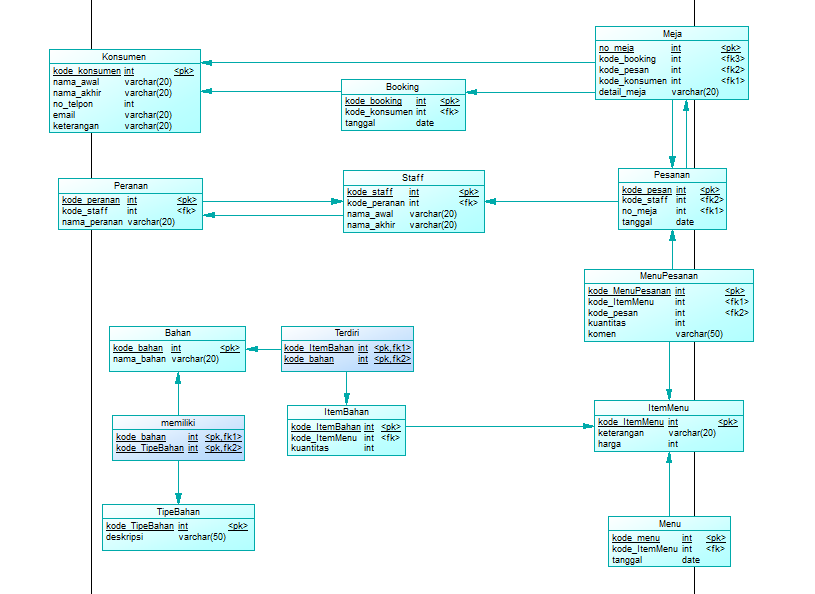 Konsumen
kode_konsumen int <pk>
nama_awal varchar(20)
nama_akhir varchar(20)
no_telpon int
email varchar(20)
keterangan varchar(20)
Booking
kode_booking int <pk>
kode_konsumen int <fk>
tanggal date
Meja
no_meja int <pk>
kode_booking int <fk3>
kode_pesan int <fk2>
kode_konsumen int <fk1>
detail_meja varchar(20)
Peranan
kode_peranan int <pk>
kode_staff int <fk>
nama_peranan varchar(20)
Staff
kode_staff int <pk>
kode_peranan int <fk>
nama_awal varchar(20)
nama_akhir varchar(20)
Pesanan
kode_pesan int <pk>
kode_staff int <fk2>
no_meja int <fk1>
tanggal date
MenuPesanan
kode_MenuPesanan int <pk>
kode_ItemMenu int <fk1>
kode_pesan int <fk2>
kuantitas int
komen varchar(50)
Bahan
kode_bahan int <pk>
nama_bahan varchar(20)
Terdiri
kode_ItemBahan int <pk,fk1>
kode_bahan int <pk,fk2>
memiliki
kode_bahan int <pk,fk1>
kode_TipeBahan int <pk,fk2>
ItemBahan
kode_ItemBahan int <pk>
kode_ItemMenu int <fk>
kuantitas int
ItemMenu
kode_ItemMenu int <pk>
keterangan varchar(20)
harga int
TipeBahan
kode_TipeBahan int <pk>
deskripsi varchar(50)
Menu
kode_menu int <pk>
kode_ItemMenu int <fk>
tanggal date